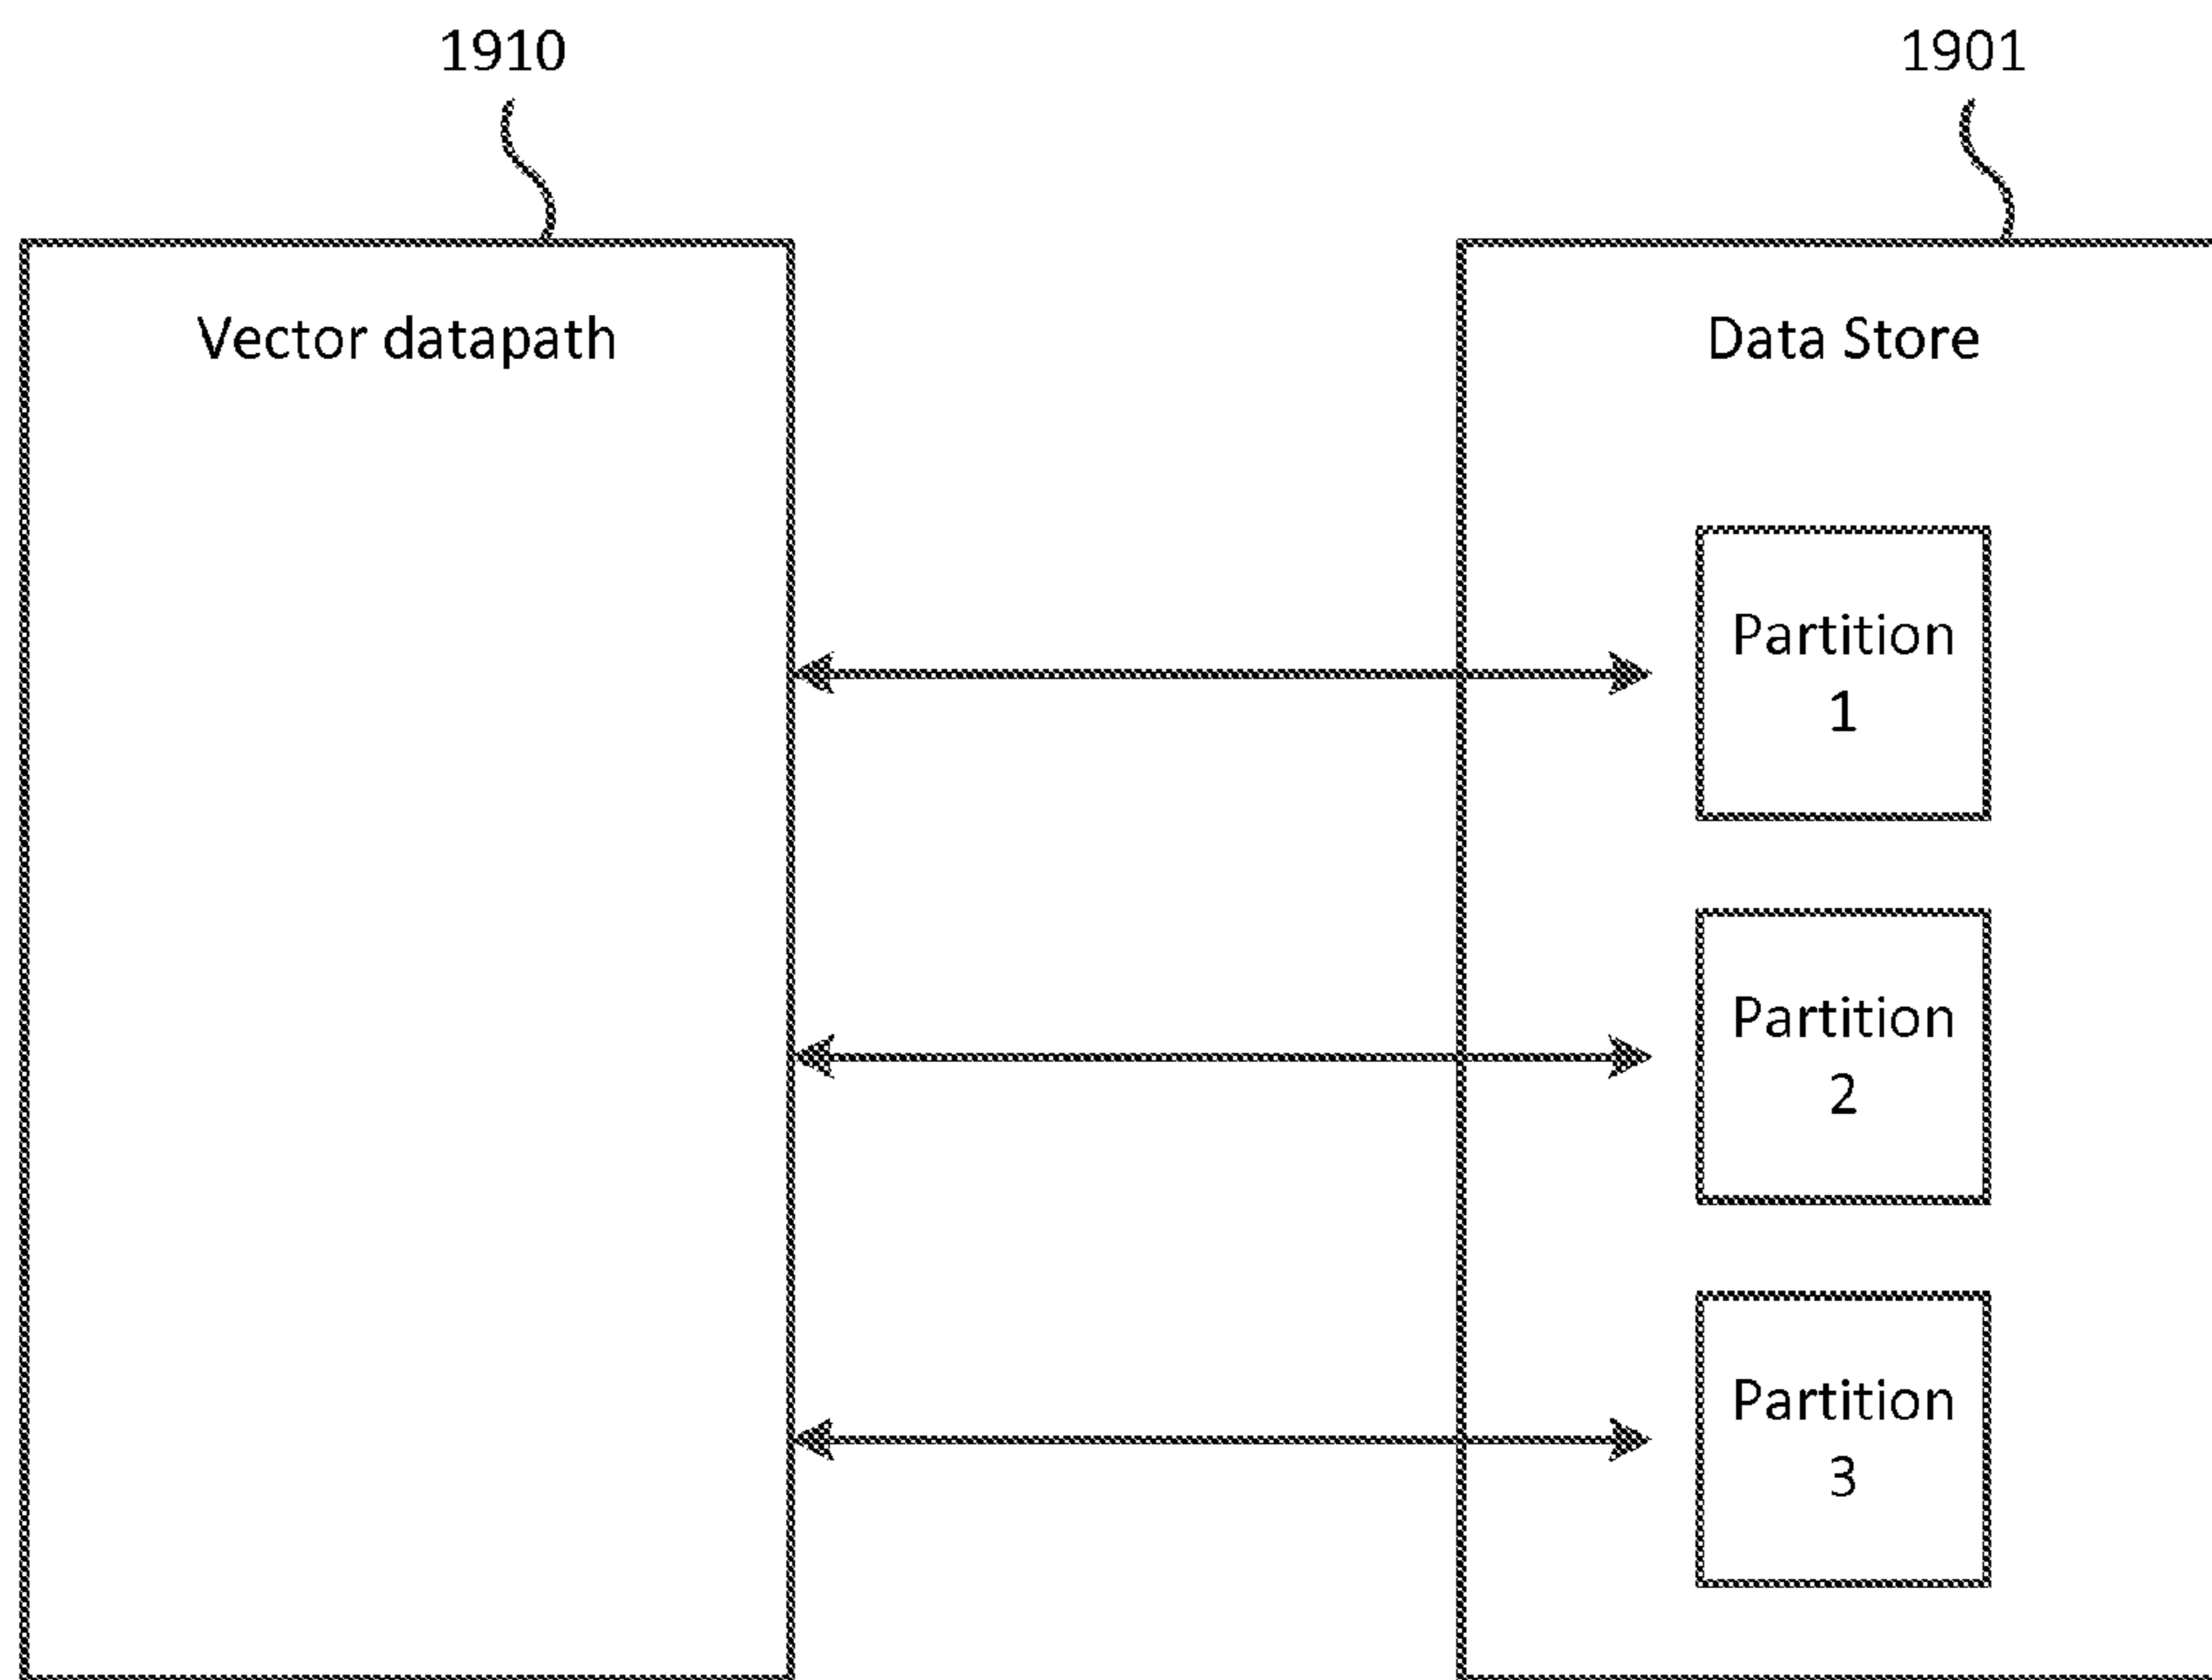 1910
1901
Vector datapath
Data Store
Partition
1
Partition
2
Partition
3